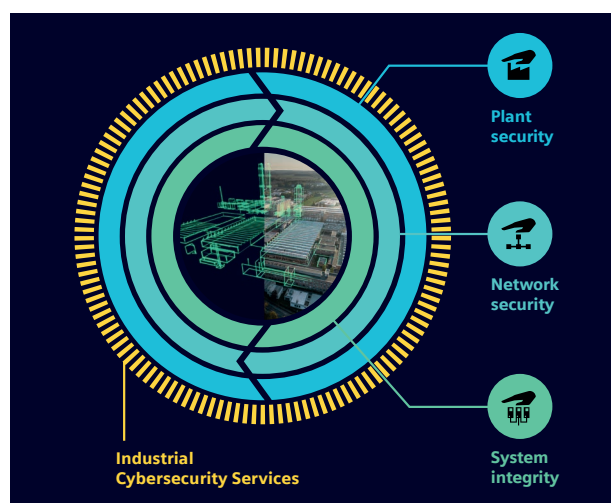 Plant
security
Network
security
System
integrity
Industrial
Cybersecurity Services